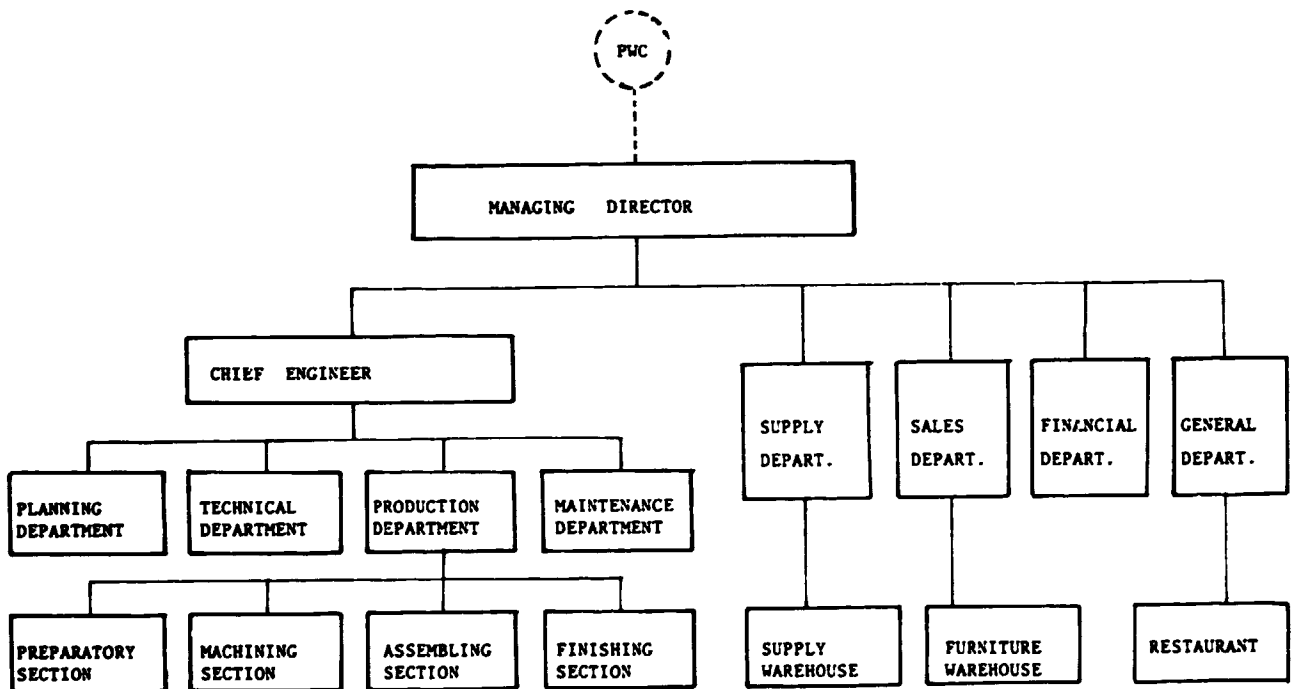 PWC
MANAGING DIRECTOR
CHIEF ENGINEER
SUPPLY
DEPART.
SALES
DEPART.
FINANCIAL
DEPART.
GENERAL
DEPART.
PLANNING
DEPARTMENT
TECHNICAL
DEPARTMENT
PRODUCTION
DEPARTMENT
MAINTENANCE
DEPARTMENT
PREPARATORY
SECTION
MACHINING
SECTION
ASSEMBLING
SECTION
FINISHING
SECTION
SUPPLY
WAREHOUSE
FURNITURE
WAREHOUSE
RESTAURANT